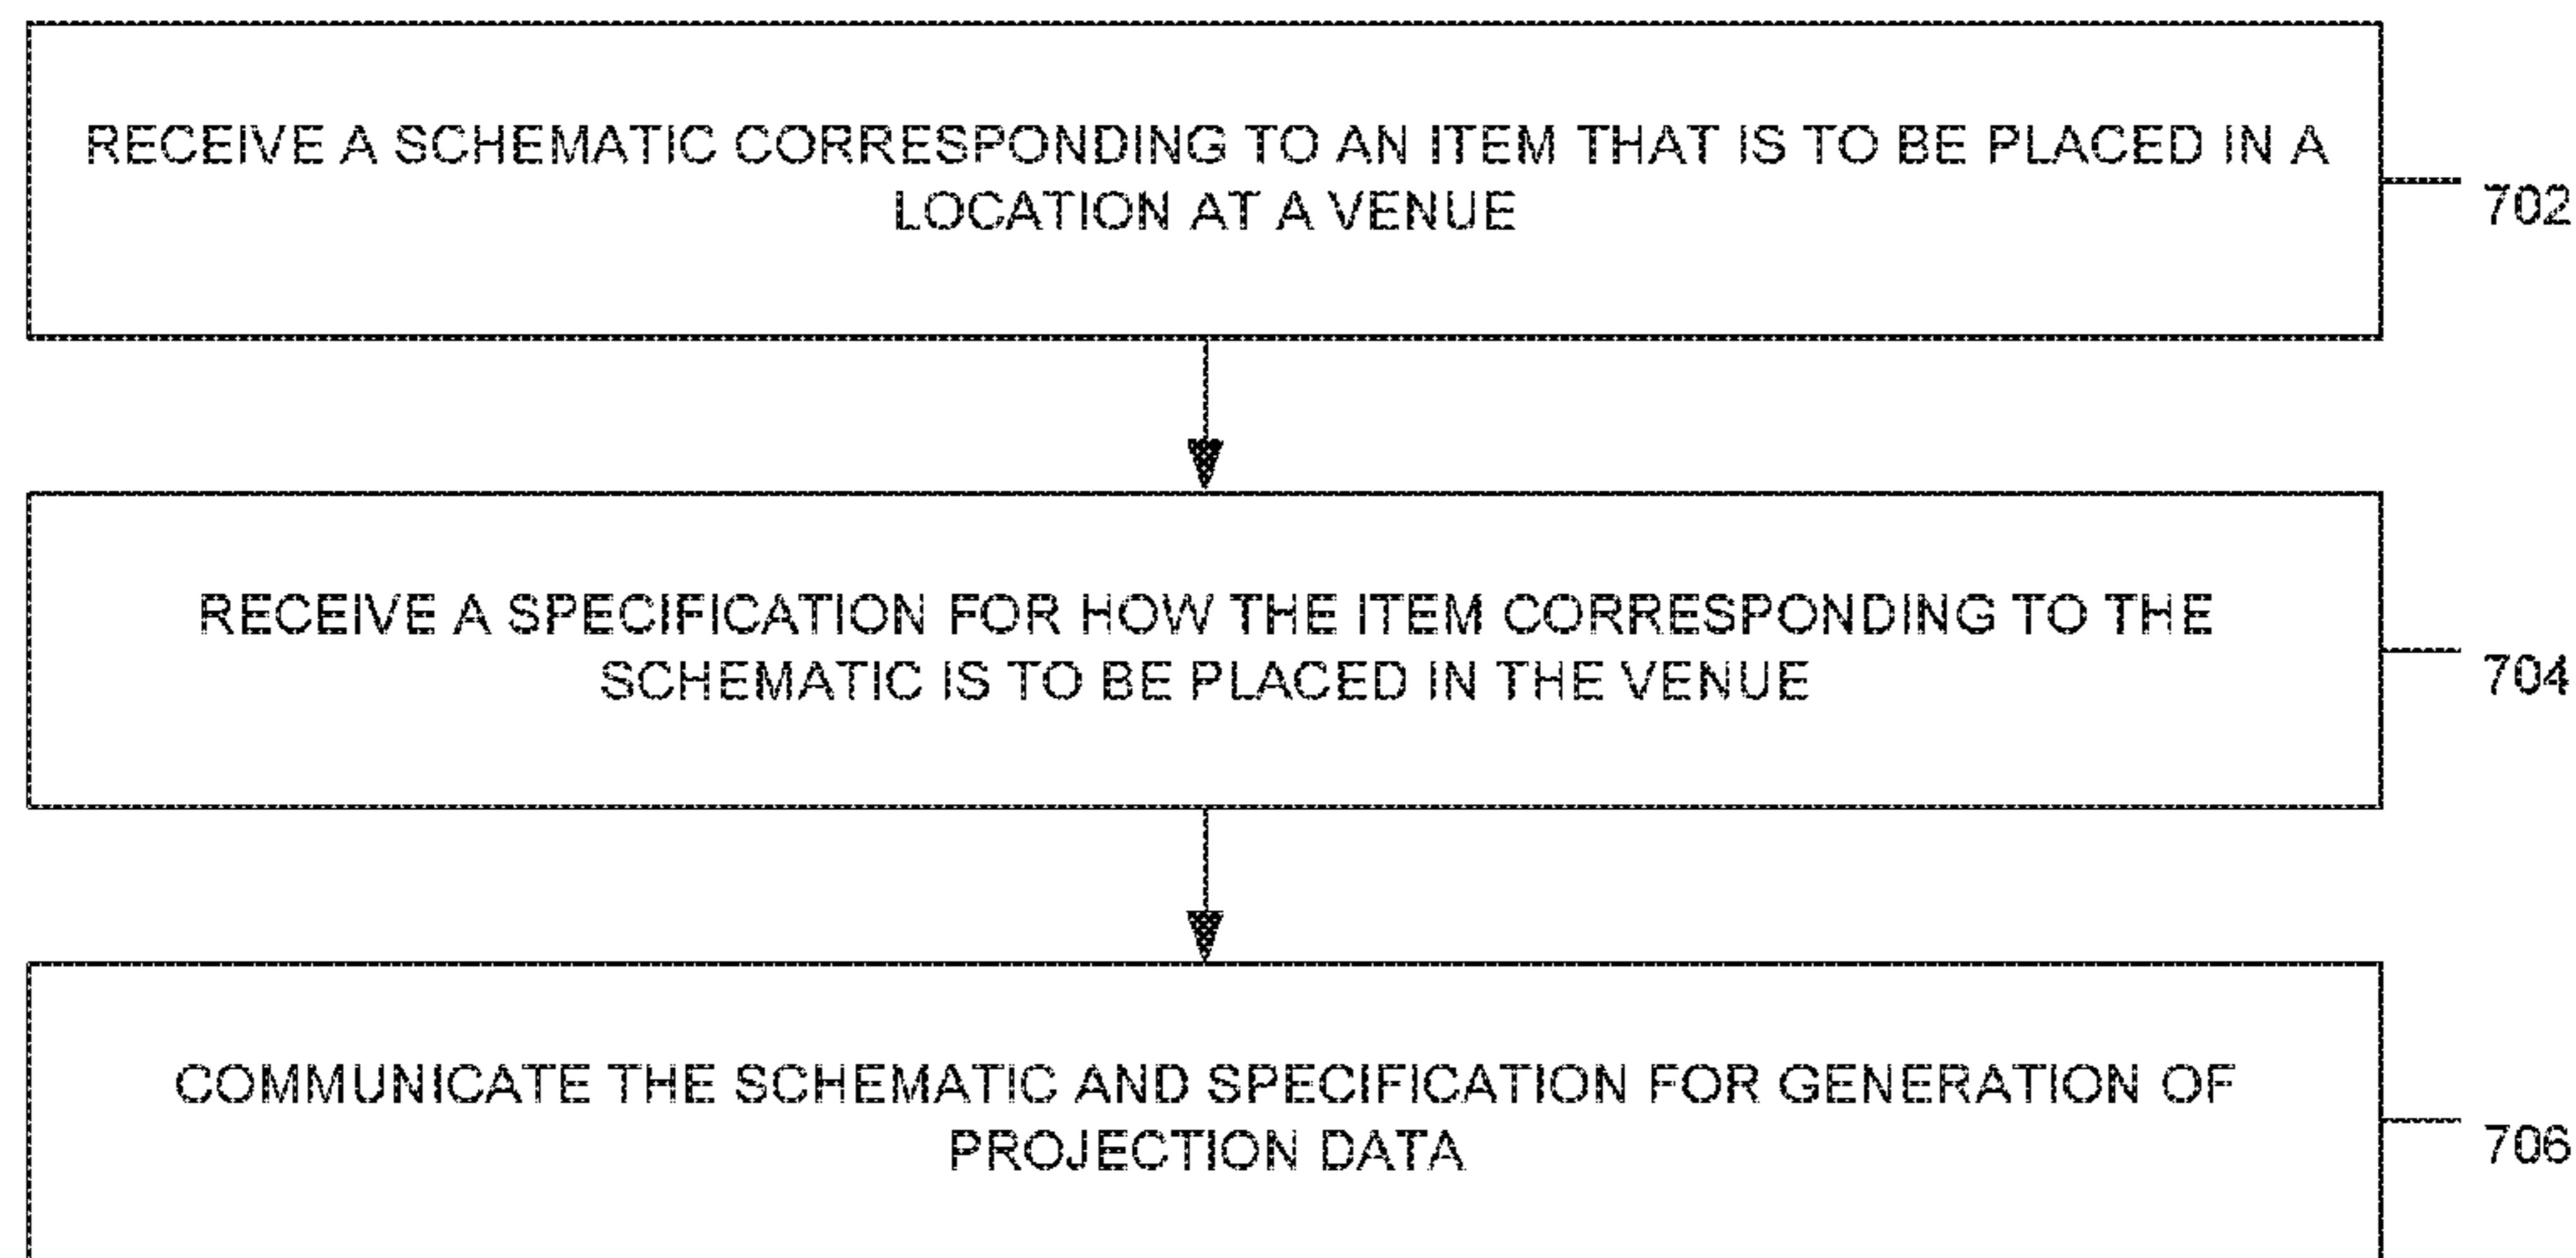 RECEIVE A SCHEMATIC CORRESPONDING TO AN ITEM THAT IS TO BE PLACED IN A
LOCATION AT A VENUE
702
RECEIVE A SPECIFICATION FOR HOW THE ITEM CORRESPONDING TO THE
SCHEMATIC IS TO BE PLACED IN THE VENUE
704
COMMUNICATE THE SCHEMATIC AND SPECIFICATION FOR GENERATION OF
PROJECTION DATA
706